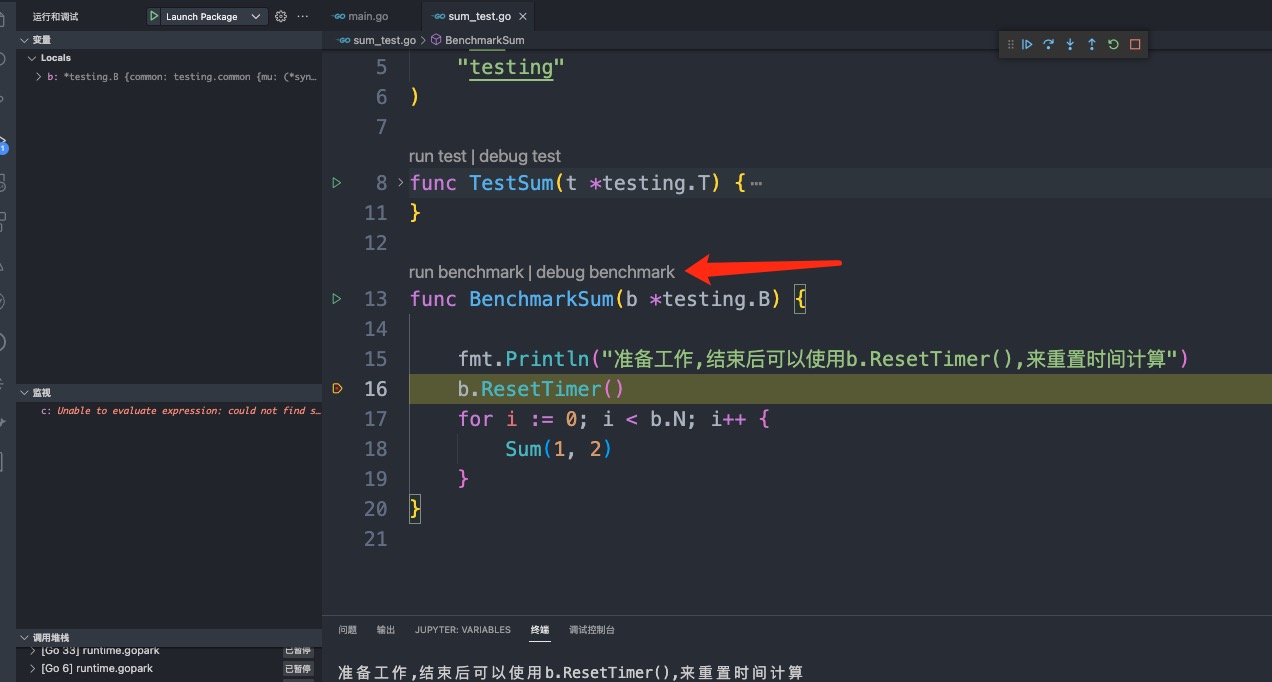 运行和调试
Launch Package
变量
Locals
b: *testing.B {common: testing.common {mu: (*syn…
监视
c: Unable to evaluate expression: could not find s…
调用堆栈
[Go 33] runtime.gopark 已暂停
[Go 6] runtime.gopark 已暂停
1
main.go
sum_test.go
sum_test.go > BenchmarkSum
5 "testing"
6 )
7
run test | debug test
8 func TestSum(t *testing.T) {…
11 }
12
run benchmark | debug benchmark
13 func BenchmarkSum(b *testing.B) {
14
15 fmt.Println("准备工作,结束后可以使用b.ResetTimer(),来重置时间计算")
16 b.ResetTimer()
17 for i := 0; i < b.N; i++ {
18 Sum(1, 2)
19 }
20 }
21
问题 输出 JUPYTER: VARIABLES 终端 调试控制台
准备工作,结束后可以使用b.ResetTimer(),来重置时间计算